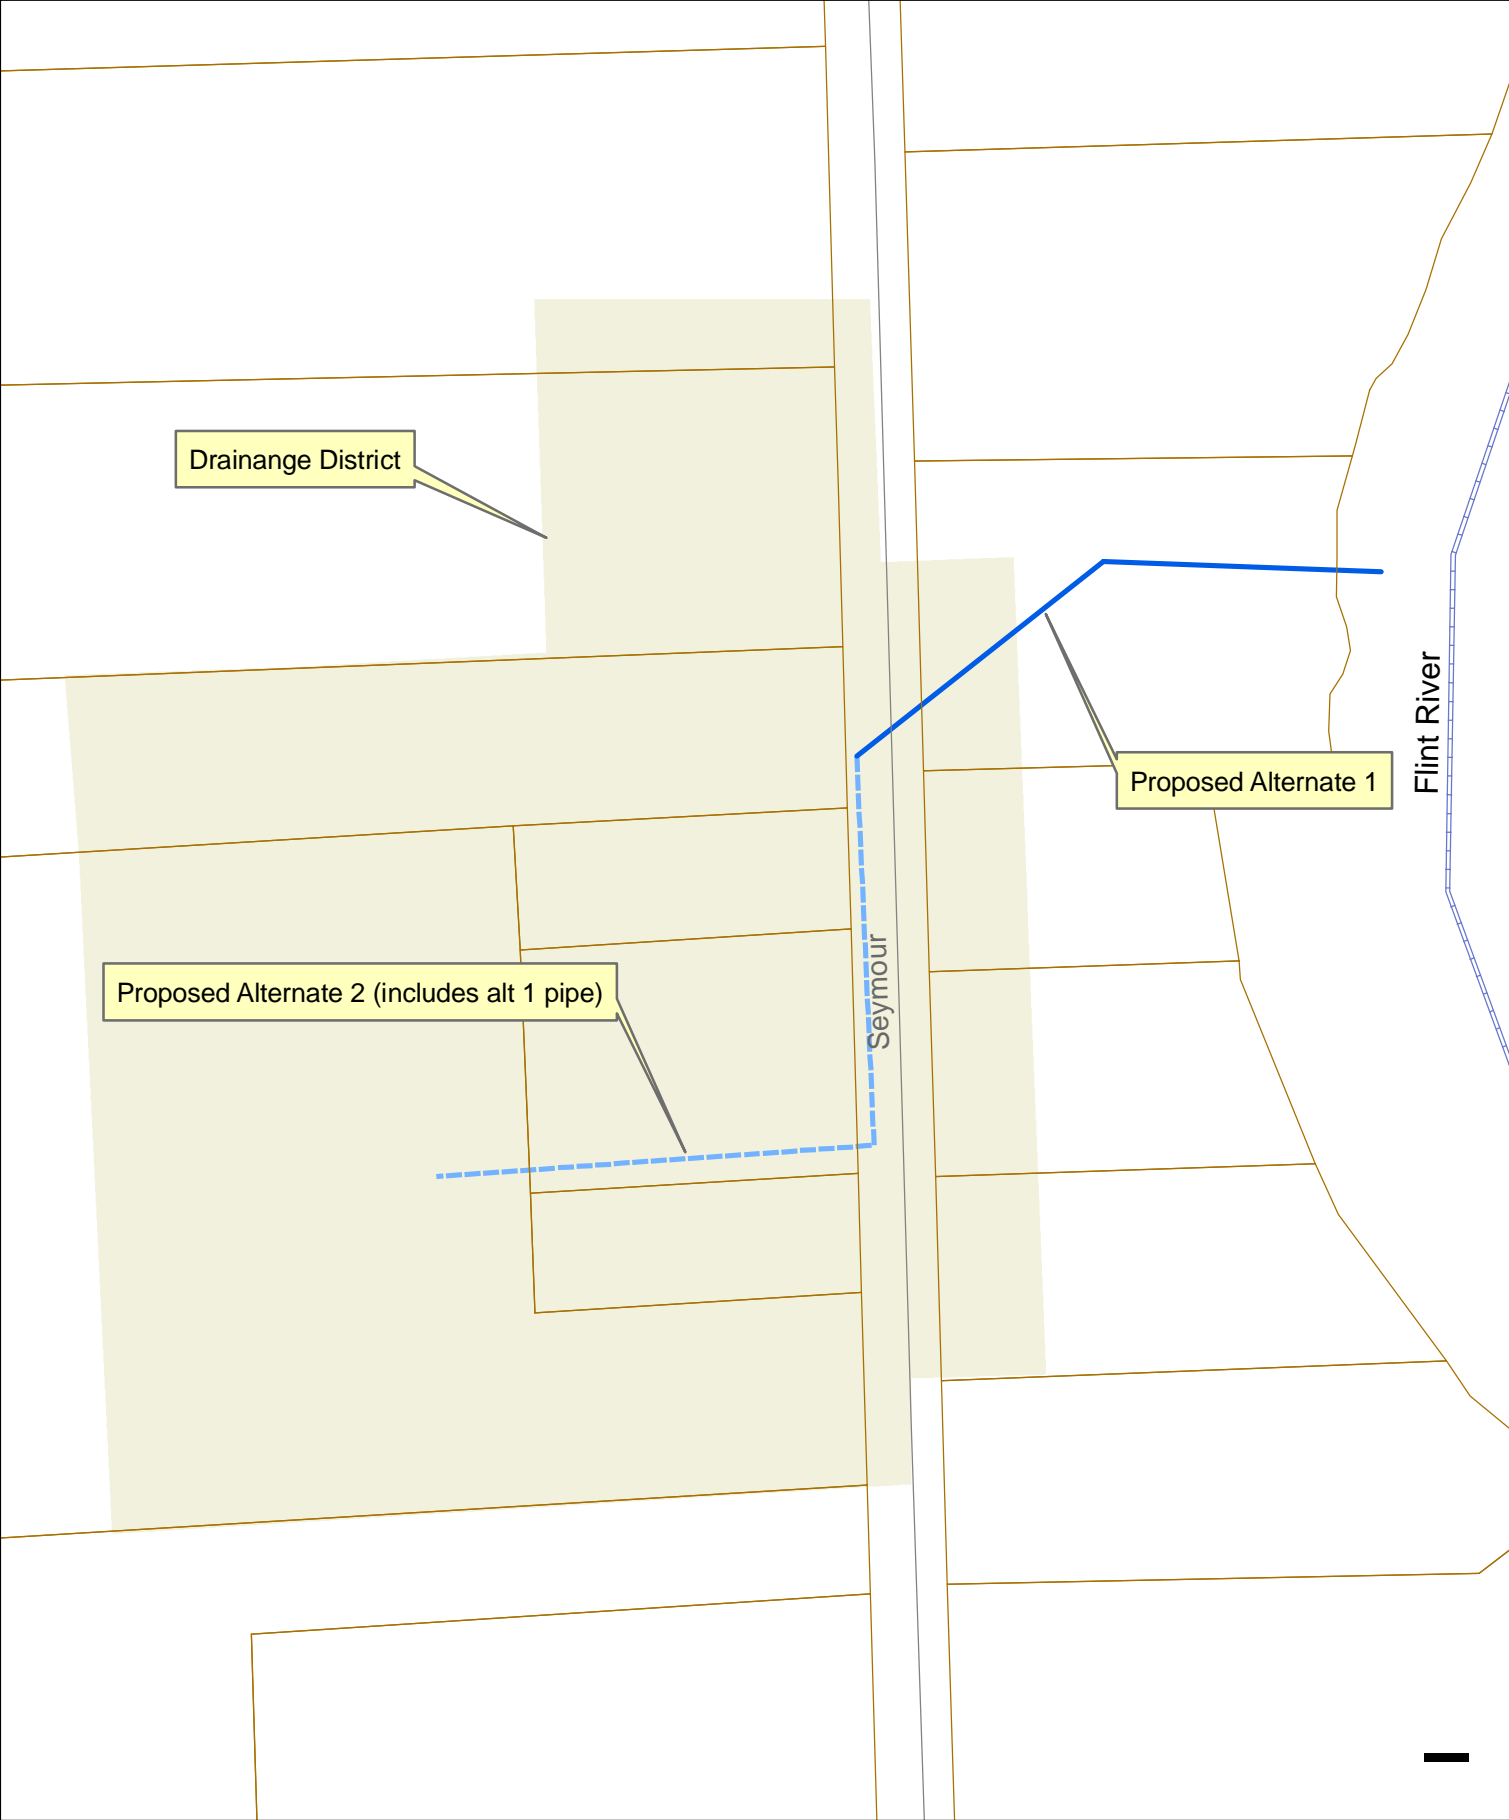 Drainange District
Flint River
Proposed Alternate 1
Seymour
Proposed Alternate 2 (includes alt 1 pipe)